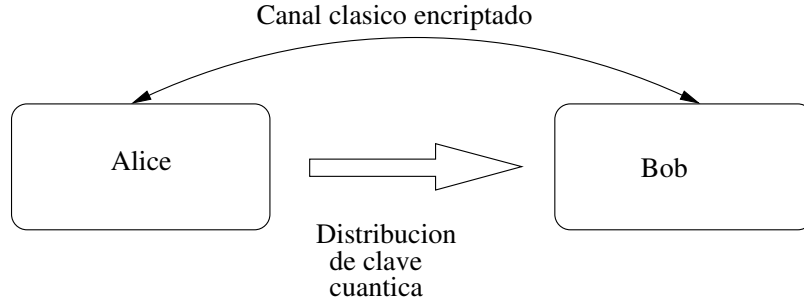 Canal clasico encriptado
Alice
Bob
Distribucion
de clave
cuantica